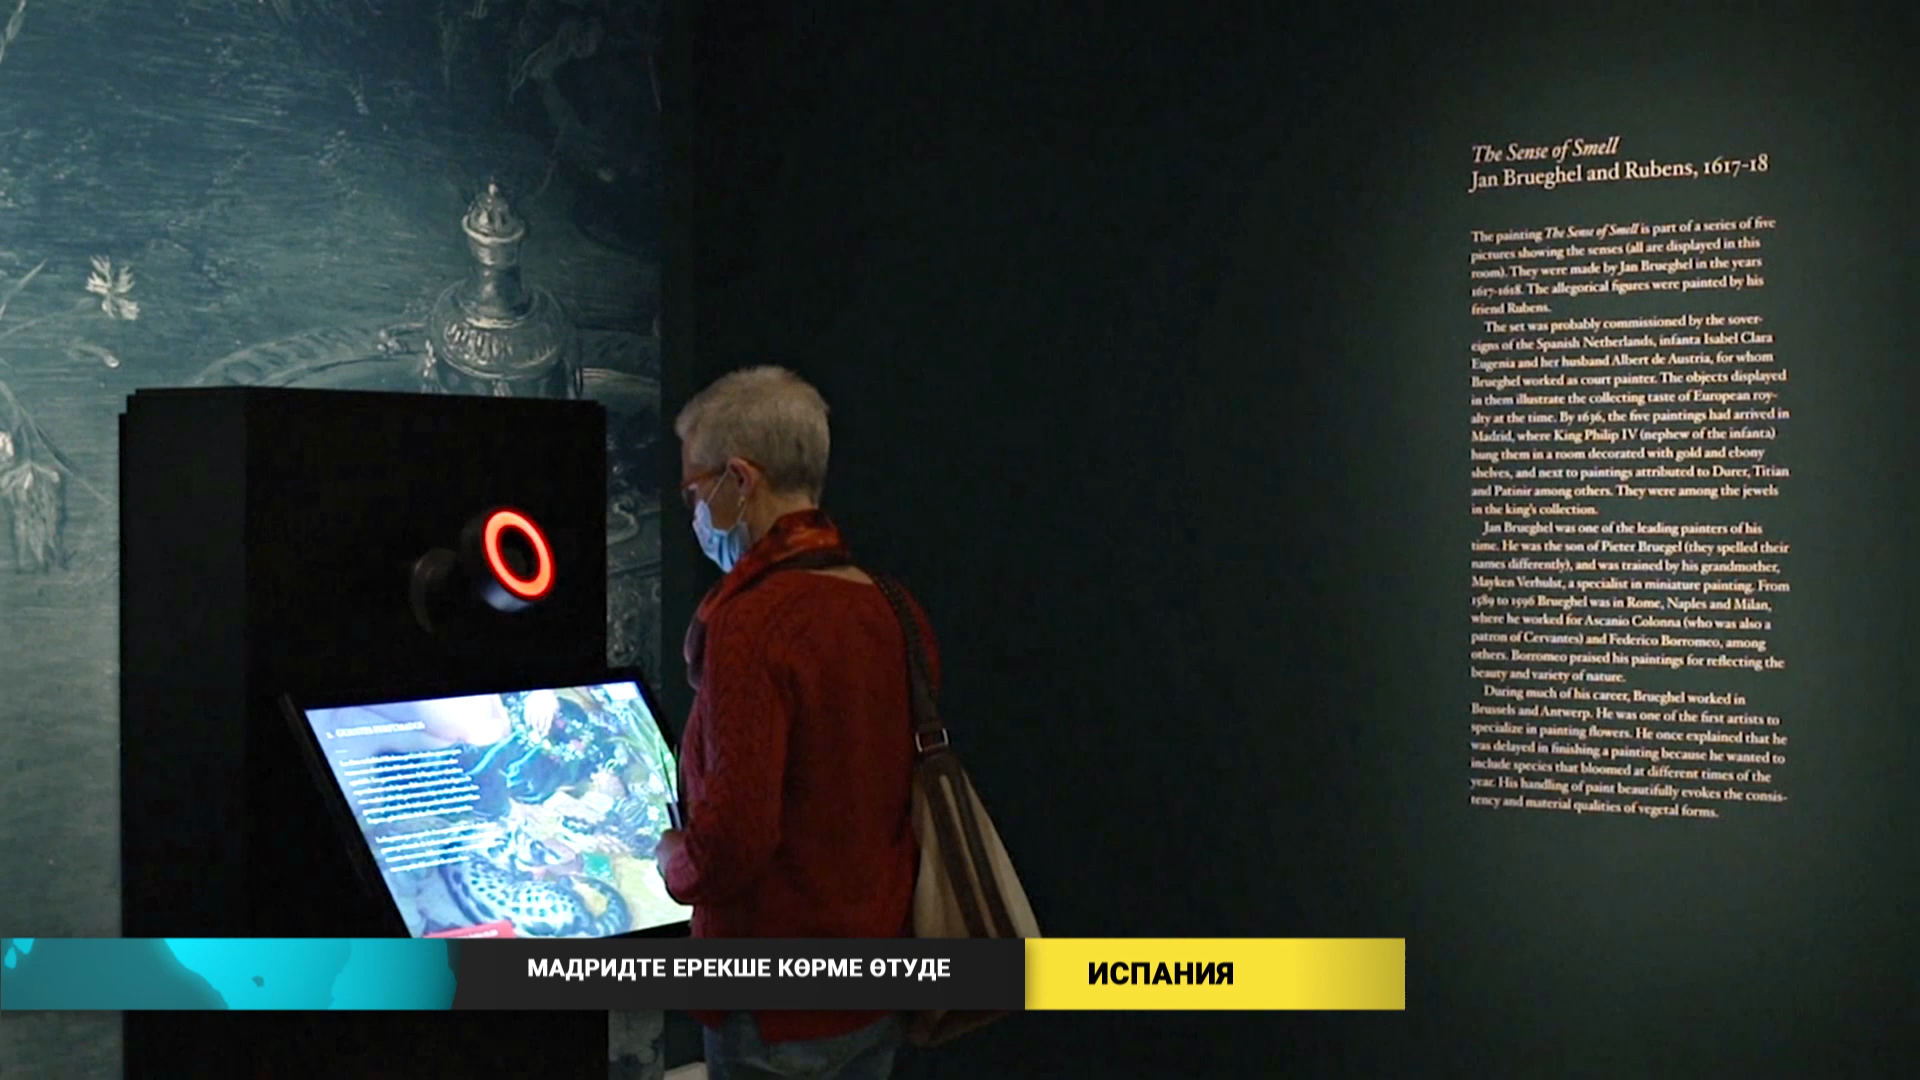 The Sense of Smell
Jan Brueghel and Rubens, 1617-18
The painting The Sense of Smell is part of a series of five
pictures showing the senses (all are displayed in this
room). They were made by Jan Brueghel in the years
1617-1618. The allegorical figures were painted by his
friend Rubens.
The set was probably commissioned by the sover-
eigns of the Spanish Netherlands, infanta Isabel Clara
Eugenia and her husband Albert de Austria, for whom
Brueghel worked as court painter. The objects displayed
in them illustrate the collecting taste of European roy-
alty at the time. By 1636, the five paintings had arrived in
Madrid, where King Philip IV (nephew of the infanta)
hung them in a room decorated with gold and ebony
shelves, and next to paintings attributed to Durer, Titian
and Patinir among others. They were among the jewels
in the king's collection.
Jan Brueghel was one of the leading painters of his
time. He was the son of Pieter Bruegel (they spelled their
names differently), and was trained by his grandmother,
Mayken Verhulst, a specialist in miniature painting. From
1589 to 1596 Brueghel was in Rome, Naples and Milan,
where he worked for Ascanio Colonna (who was also a
patron of Cervantes) and Federico Borromeo, among
others. Borromeo praised his paintings for reflecting the
beauty and variety of nature.
During much of his career, Brueghel worked in
Brussels and Antwerp. He was one of the first artists to
specialize in painting flowers. He once explained that he
was delayed in finishing a painting because he wanted to
include species that bloomed at different times of the
year. His handling of paint beautifully evokes the consis-
tency and material qualities of vegetal forms.
МАДРИДТЕ ЕРЕКШЕ КӨРМЕ ӨТУДЕ
ИСПАНИЯ